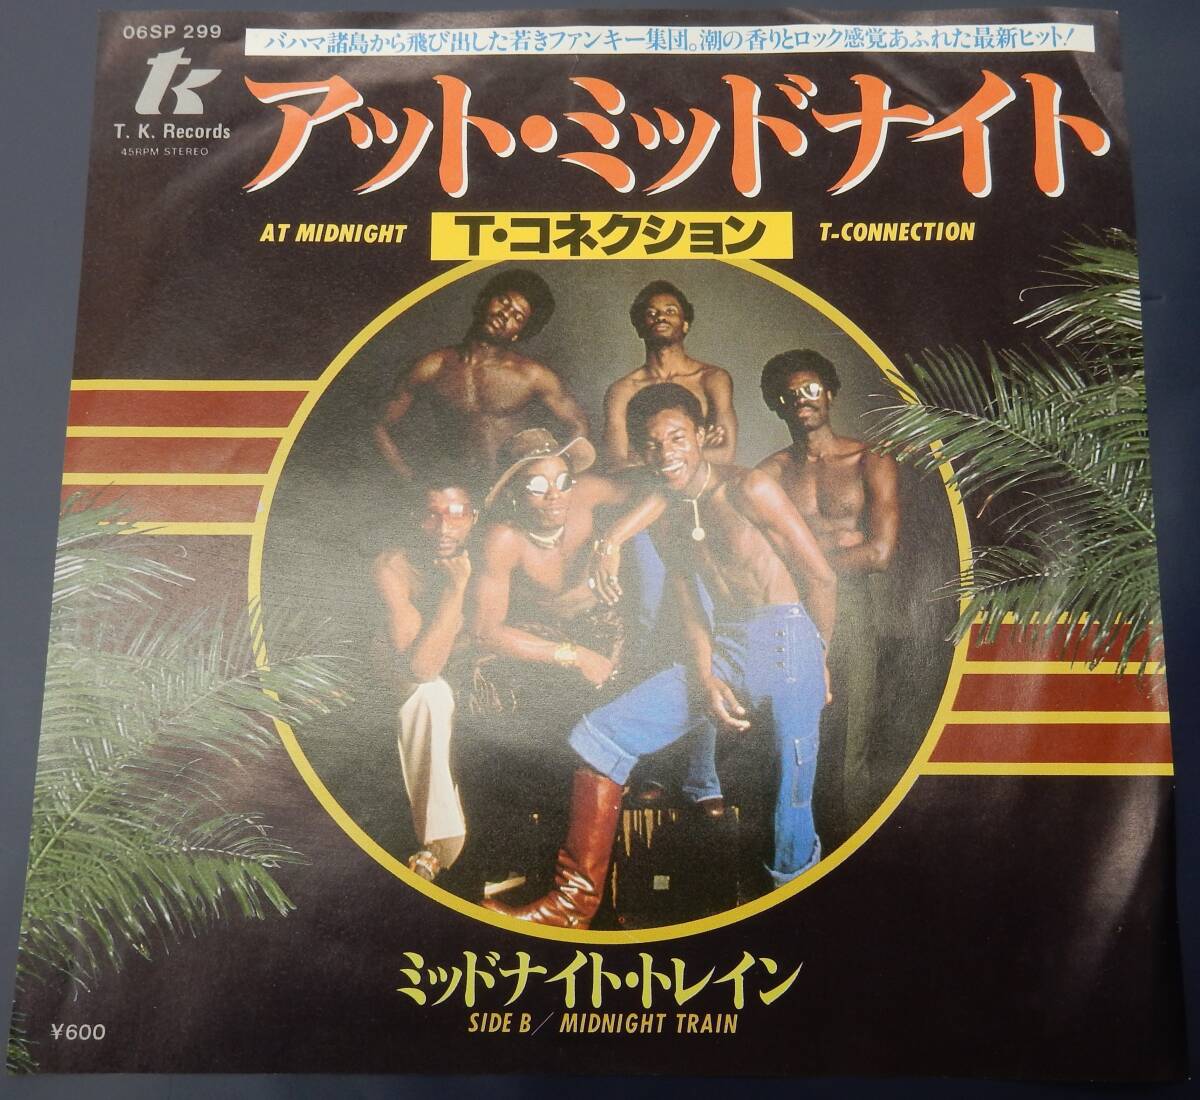 06SP 299
バハマ諸島から飛び出した若きファンキー集団。潮の香りとロック感覚あふれた最新ヒット!
tk
T. K. Records
45RPM STEREO
アット・ミッドナイト
AT MIDNIGHT
T・コネクション
T-CONNECTION
ミッドナイト・トレイン
SIDE B / MIDNIGHT TRAIN
¥600